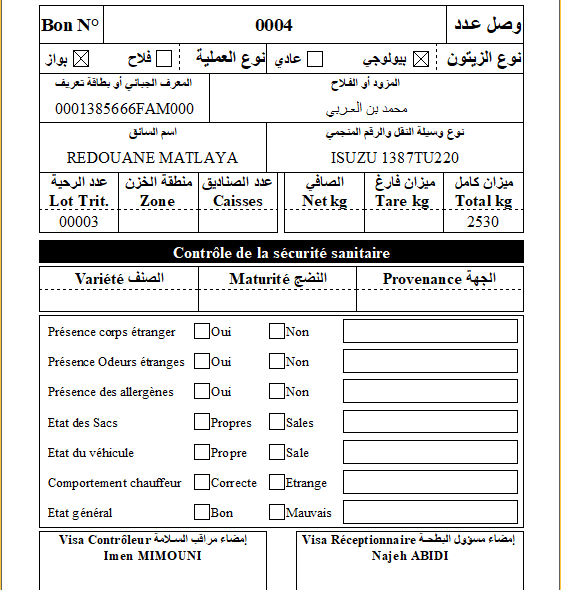 Bon N° 0004 وصل عدد
نوع الزيتون بيولوجي عادي نوع العملية فلاح بواز
المزود أو الفلاح المعرف الجبائي أو بطاقة تعريف
محمد بن العربي 0001385666FAM000
نوع وسيلة النقل والرقم المنجمي اسم السائق
ISUZU 1387TU220 REDOUANE MATLAYA
عدد الرحبة منطقة الخزن عدد الصناديق الصافي ميزان فارغ ميزان كامل
Lot Trit. Zone Caisses Net kg Tare kg Total kg
00003 2530
Contrôle de la sécurité sanitaire
Variété الصنف Maturité النضج Provenance الجهة
Présence corps étranger Oui Non
Présence Odeurs étranges Oui Non
Présence des allergènes Oui Non
Etat des Sacs Propres Sales
Etat du véhicule Propre Sale
Comportement chauffeur Correcte Etrange
Etat général Bon Mauvais
Visa Contrôleur إمضاء مراقب السلامة Visa Réceptionnaire إمضاء مسؤول البطحة
Imen MIMOUNI Najeh ABIDI